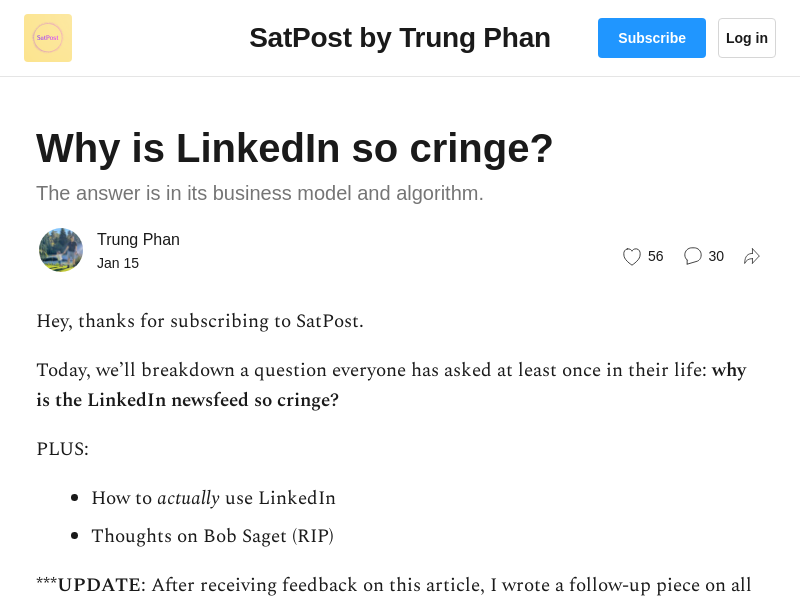 SatPost
SatPost by Trung Phan
Subscribe
Log in
Why is LinkedIn so cringe?
The answer is in its business model and algorithm.
Trung Phan
Jan 15
56
30
Hey, thanks for subscribing to SatPost.
Today, we’ll breakdown a question everyone has asked at least once in their life: why
is the LinkedIn newsfeed so cringe?
PLUS:
How to actually use LinkedIn
Thoughts on Bob Saget (RIP)
***UPDATE: After receiving feedback on this article, I wrote a follow-up piece on all